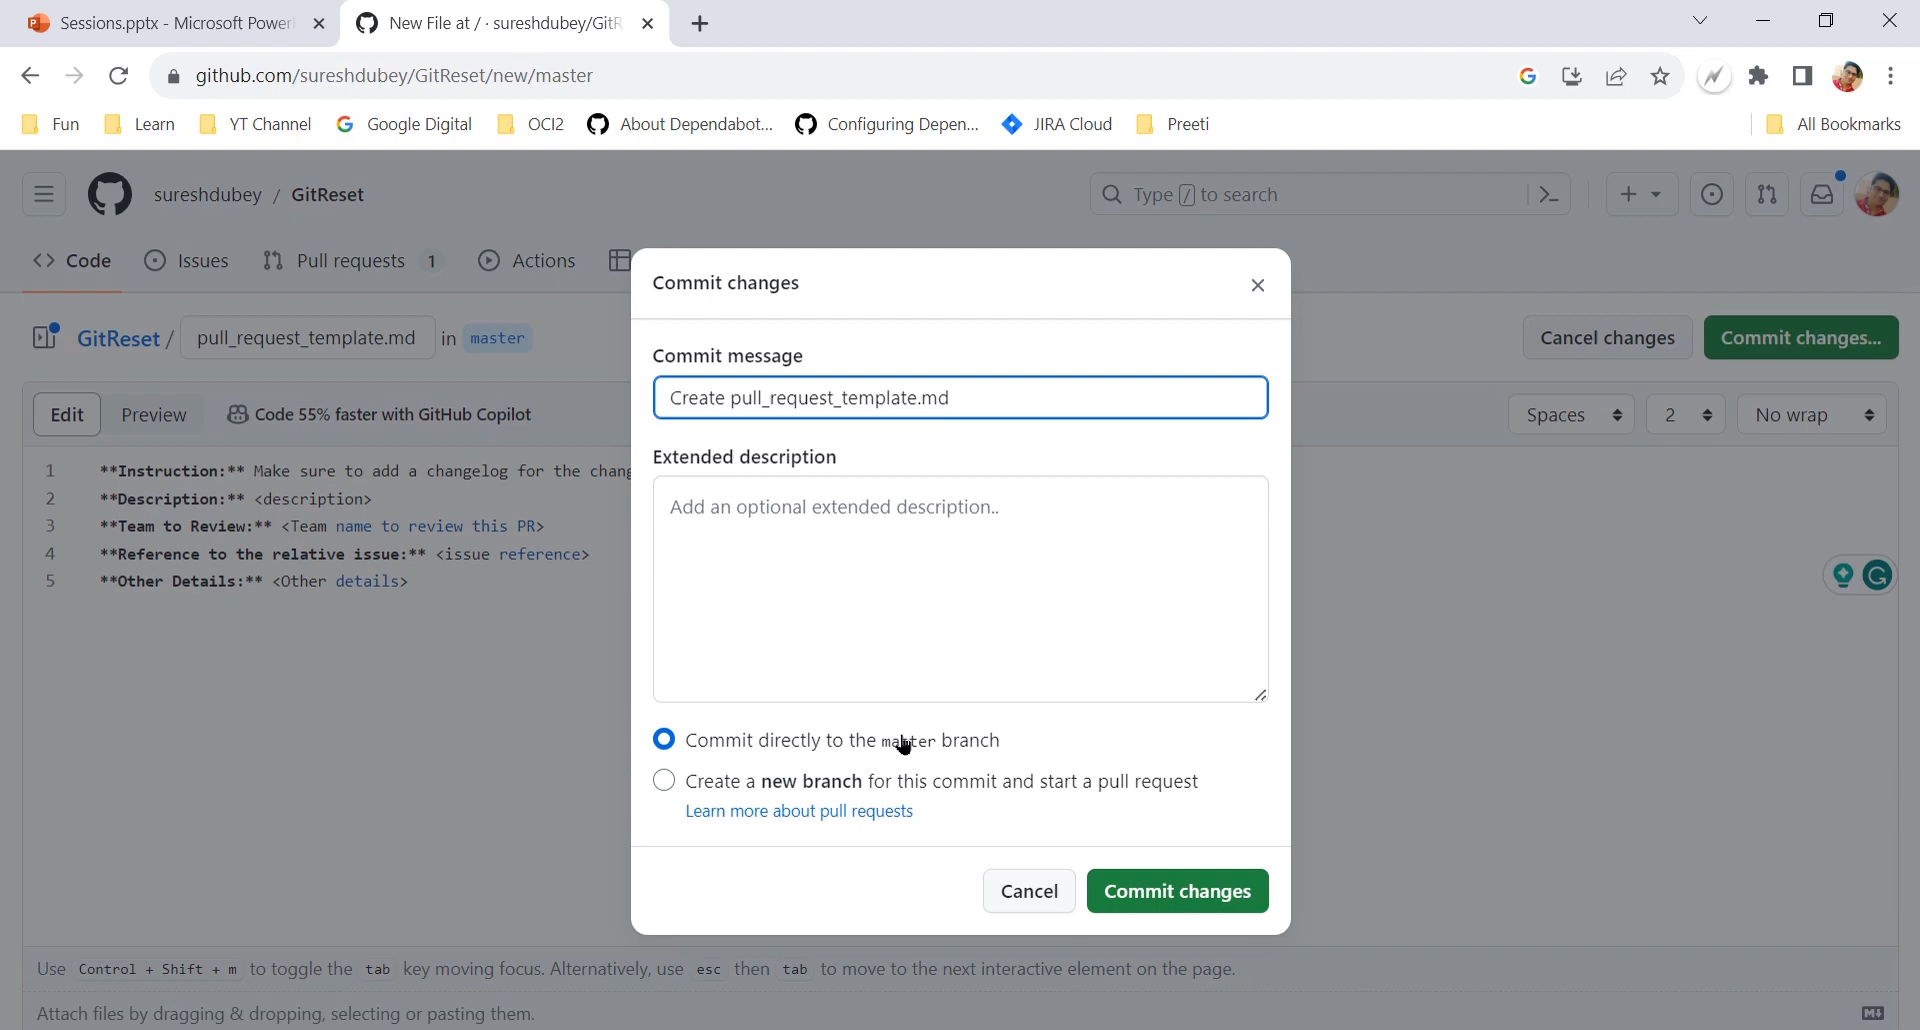 Sessions.pptx - Microsoft Power
New File at / · sureshdubey/GitR
github.com/sureshdubey/GitReset/new/master
Fun
Learn
YT Channel
Google Digital
OCI2
About Dependabot...
Configuring Depen...
JIRA Cloud
Preeti
All Bookmarks
sureshdubey / GitReset
Type / to search
Code
Issues
Pull requests 1
Actions
GitReset / pull_request_template.md in master
Cancel changes
Commit changes...
Edit
Preview
Code 55% faster with GitHub Copilot
Spaces
2
No wrap
1 **Instruction:** Make sure to add a changelog for the chang
2 **Description:** <description>
3 **Team to Review:** <Team name to review this PR>
4 **Reference to the relative issue:** <issue reference>
5 **Other Details:** <Other details>
Commit changes
Commit message
Create pull_request_template.md
Extended description
Add an optional extended description..
Commit directly to the master branch
Create a new branch for this commit and start a pull request
Learn more about pull requests
Cancel
Commit changes
Use Control + Shift + m to toggle the tab key moving focus. Alternatively, use esc then tab to move to the next interactive element on the page.
Attach files by dragging & dropping, selecting or pasting them.